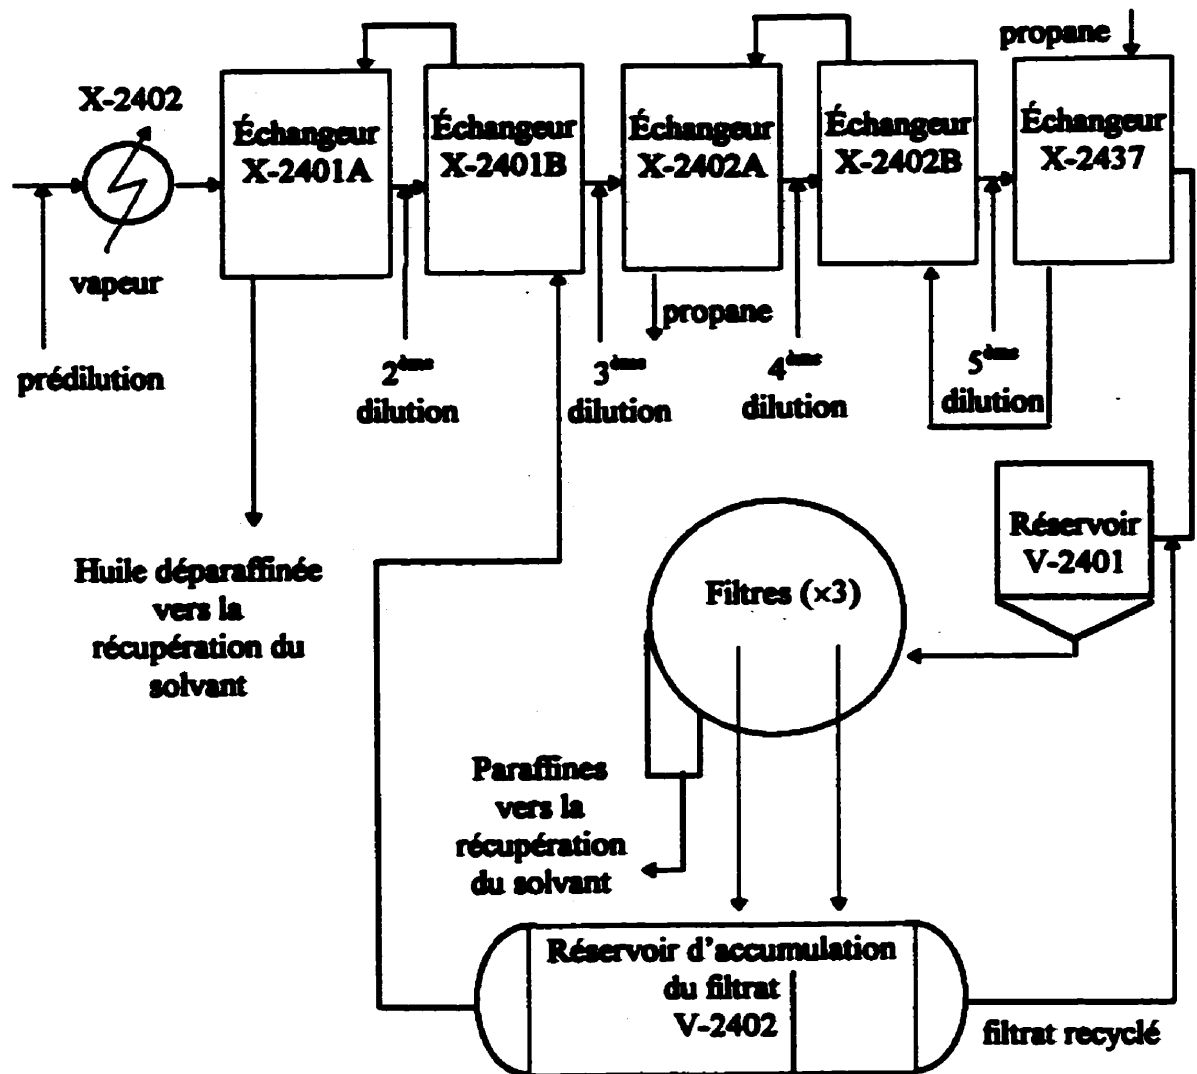 propane
X-2402
Échangeur
X-2401A
Échangeur
X-2401B
Échangeur
X-2402A
Échangeur
X-2402B
Échangeur
X-2437
vapeur
propane
prédilution
2ème
dilution
3ème
dilution
4ème
dilution
5ème
dilution
Huile déparaffinée
vers la
récupération du
solvant
Filtres (×3)
Réservoir
V-2401
Paraffines
vers la
récupération
du solvant
Réservoir d'accumulation
du filtrat
V-2402
filtrat recyclé